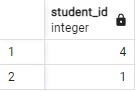 student_id
integer
1 4
2 1